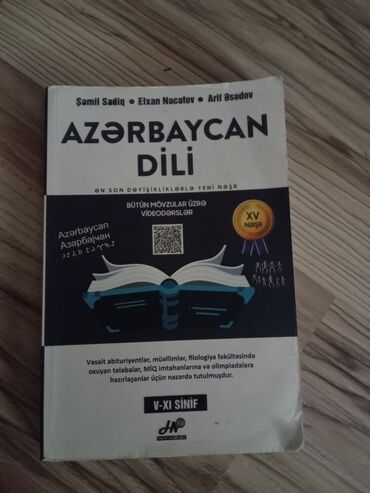 Şəmil Sadiq • Elxan Nəcəfov • Arif Əsədov
AZƏRBAYCAN
DİLİ
ƏN SON DƏYİŞİKLİKLƏRLƏ YENİ NƏŞR
BÜTÜN MÖVZULAR ÜZRƏ
VİDEODƏRSLƏR
XV
NƏŞR
Azərbaycan
Азәрбајҹан
Vəsait abituriyentlər, müəllimlər, filologiya fakültəsində
oxuyan tələbələr, MİQ imtahanlarına və olimpiadalara
hazırlaşanlar üçün nəzərdə tutulmuşdur.
V-XI SİNİF